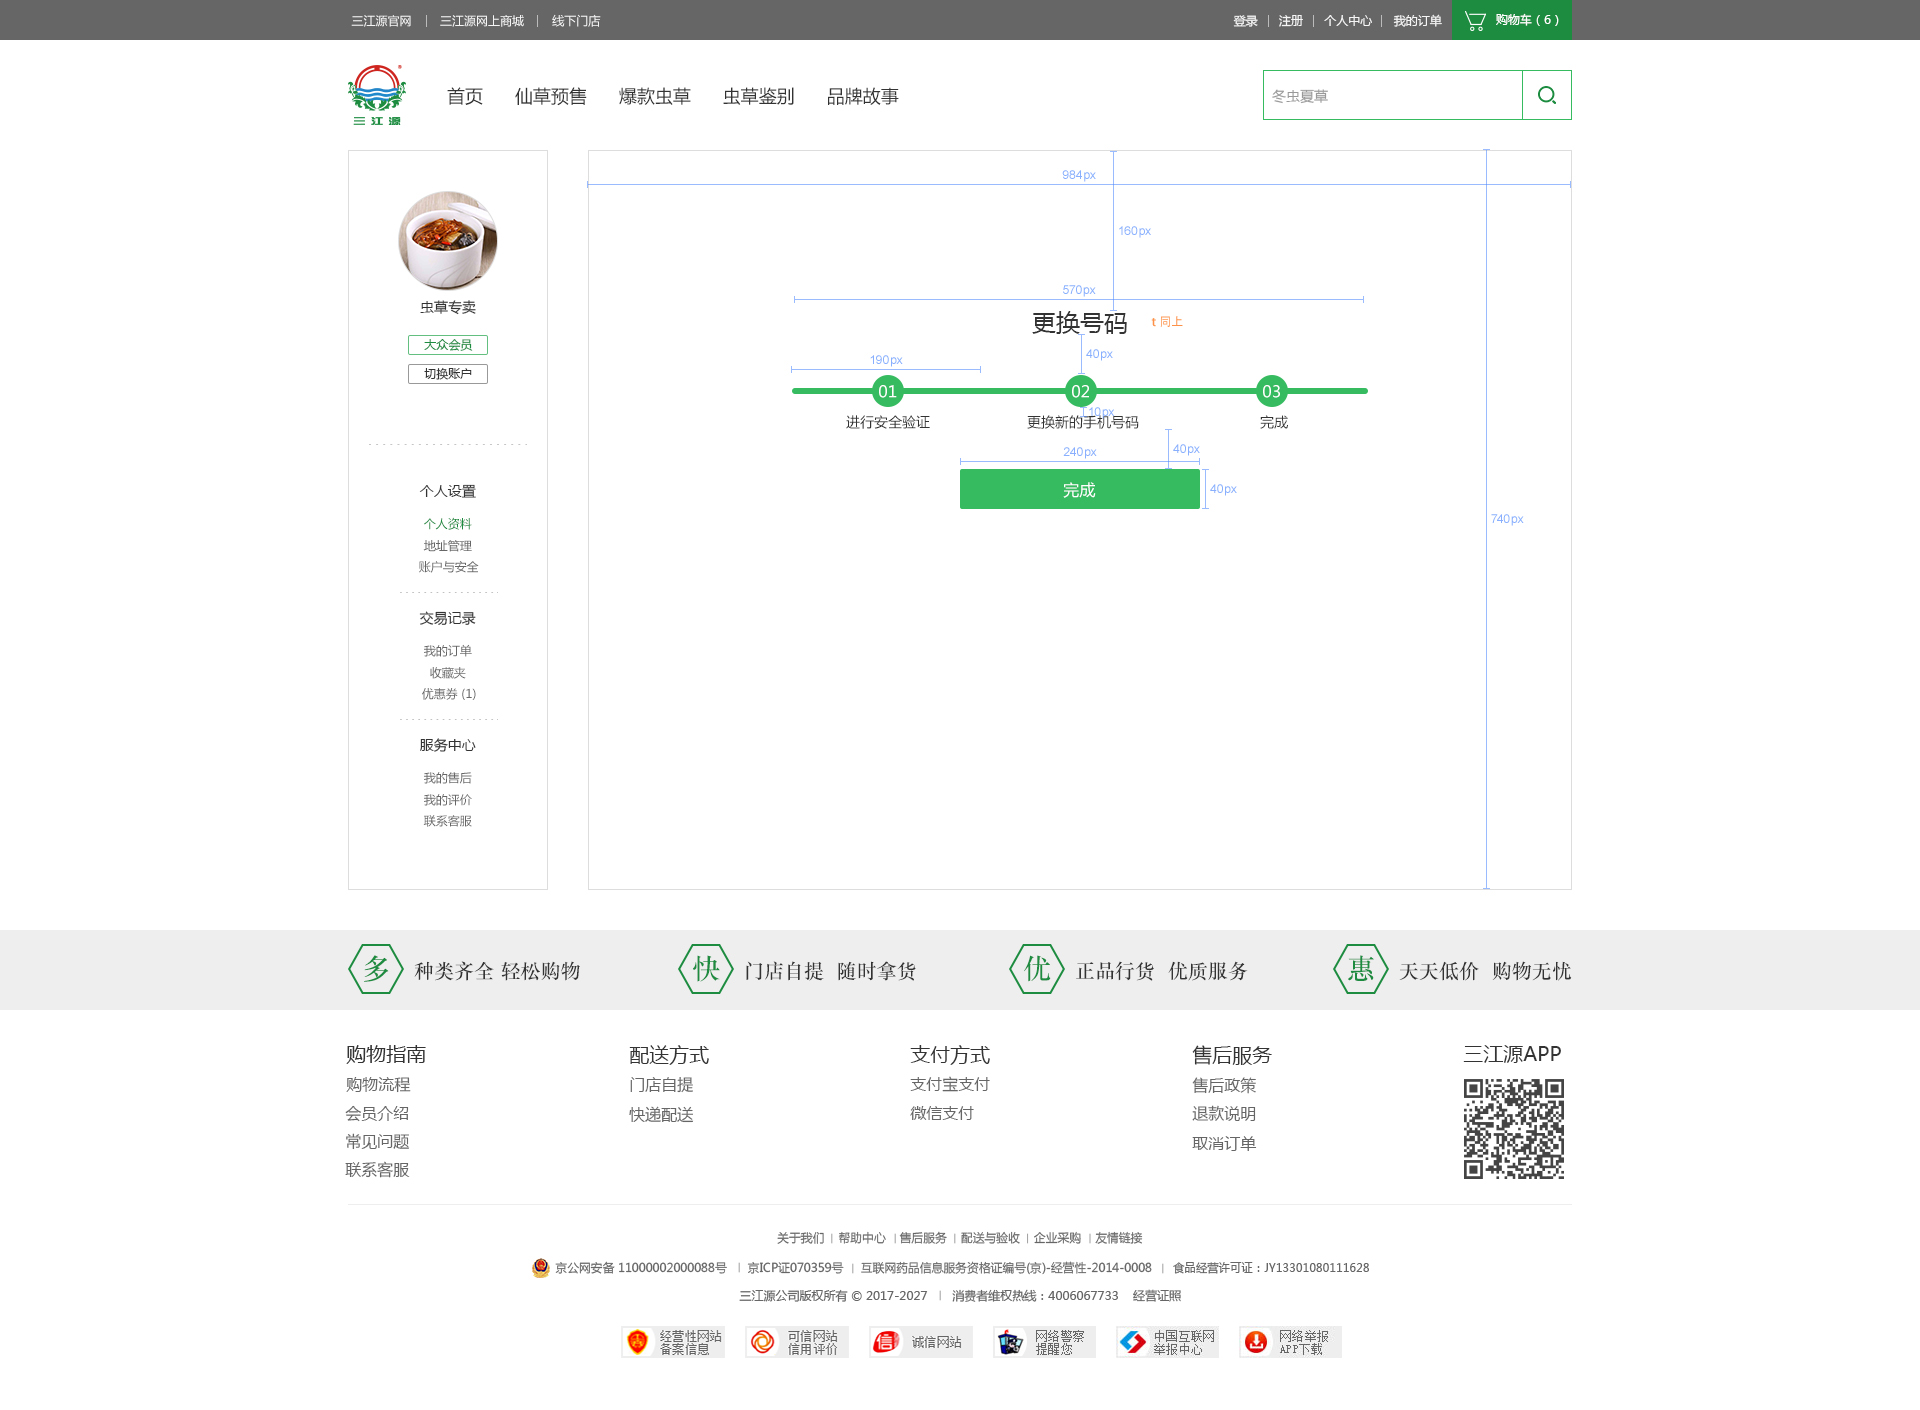 三江源官网 | 三江源网上商城 | 线下门店
登录 | 注册 | 个人中心 | 我的订单
购物车（6）
三江源
首页 仙草预售 爆款虫草 虫草鉴别 品牌故事
冬虫夏草
虫草专卖
大众会员
切换账户
个人设置
个人资料
地址管理
账户与安全
交易记录
我的订单
收藏夹
优惠券 (1)
服务中心
我的售后
我的评价
联系客服
984px
160px
570px
更换号码
t 同上
40px
190px
01 02 03
10px
进行安全验证 更换新的手机号码 完成
40px
240px
完成
40px
740px
多 种类齐全 轻松购物
快 门店自提 随时拿货
优 正品行货 优质服务
惠 天天低价 购物无忧
购物指南
购物流程
会员介绍
常见问题
联系客服
配送方式
门店自提
快递配送
支付方式
支付宝支付
微信支付
售后服务
售后政策
退款说明
取消订单
三江源APP
关于我们 | 帮助中心 | 售后服务 | 配送与验收 | 企业采购 | 友情链接
京公网安备 11000002000088号 | 京ICP证070359号 | 互联网药品信息服务资格证编号(京)-经营性-2014-0008 | 食品经营许可证：JY13301080111628
三江源公司版权所有 © 2017-2027 | 消费者维权热线：4006067733 经营证照
经营性网站
备案信息
可信网站
信用评价
诚信网站
网络警察
提醒您
中国互联网
举报中心
网络举报
APP下载